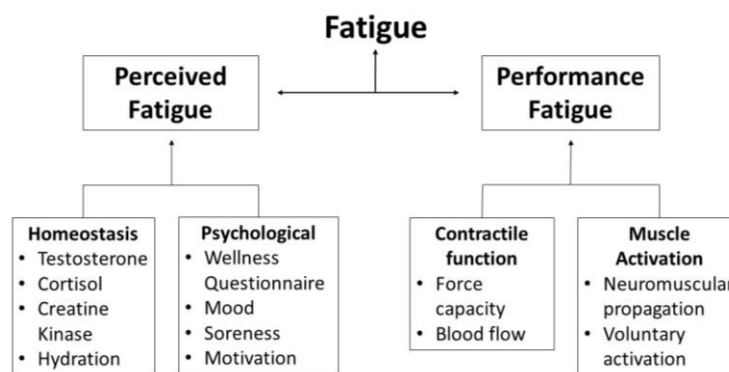 Fatigue
Perceived
Fatigue
Performance
Fatigue
Homeostasis
• Testosterone
• Cortisol
• Creatine
Kinase
• Hydration
Psychological
• Wellness
Questionnaire
• Mood
• Soreness
• Motivation
Contractile
function
• Force
capacity
• Blood flow
Muscle
Activation
• Neuromuscular
propagation
• Voluntary
activation